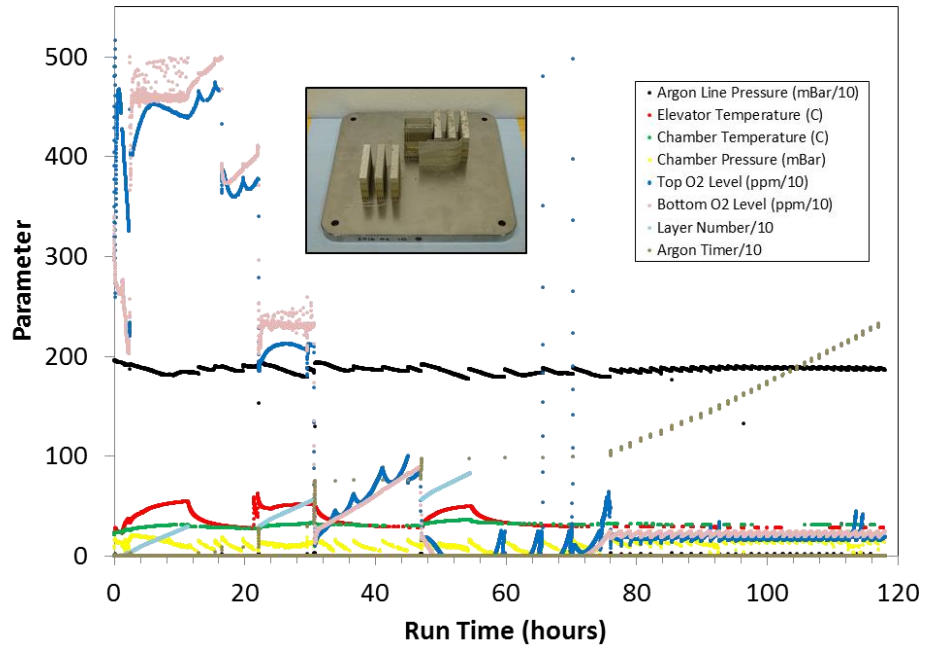 500
400
300
200
100
0
Parameter
0 20 40 60 80 100 120
Run Time (hours)
Argon Line Pressure (mBar/10)
Elevator Temperature (C)
Chamber Temperature (C)
Chamber Pressure (mBar)
Top O2 Level (ppm/10)
Bottom O2 Level (ppm/10)
Layer Number/10
Argon Timer/10